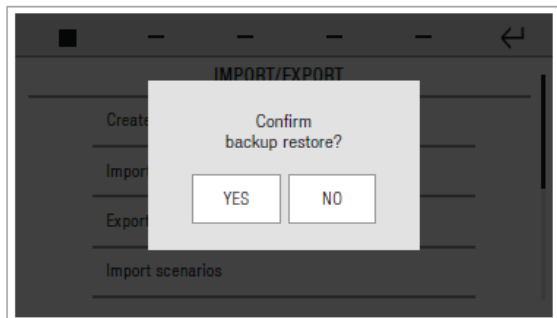 IMPORT/EXPORT
Confirm
backup restore?
Create
Import
YES
NO
Export
Import scenarios